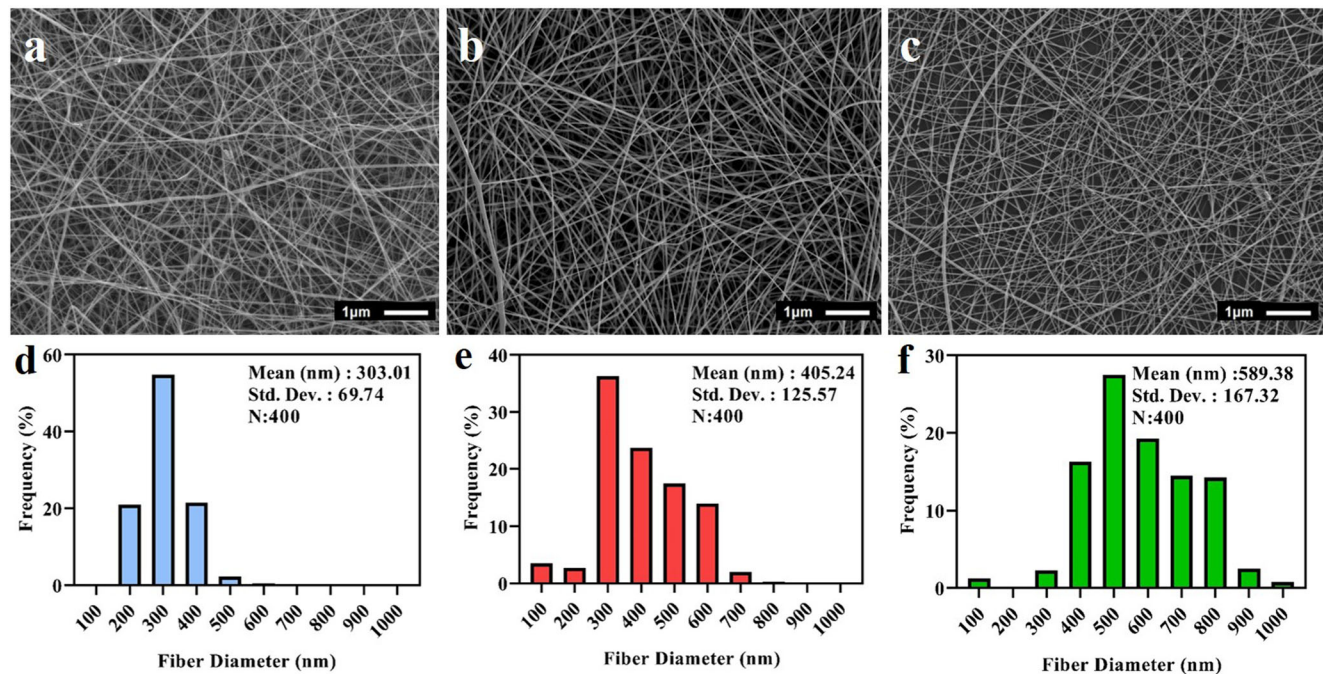 a
b
c
1µm
1µm
1µm
d
60
40
20
0
Frequency (%)
Mean (nm) : 303.01
Std. Dev. : 69.74
N:400
100 200 300 400 500 600 700 800 900 1000
Fiber Diameter (nm)
e
40
30
20
10
0
Frequency (%)
Mean (nm) : 405.24
Std. Dev. : 125.57
N:400
100 200 300 400 500 600 700 800 900 1000
Fiber Diameter (nm)
f
30
20
10
0
Frequency (%)
Mean (nm) :589.38
Std. Dev. : 167.32
N:400
100 200 300 400 500 600 700 800 900 1000
Fiber Diameter (nm)